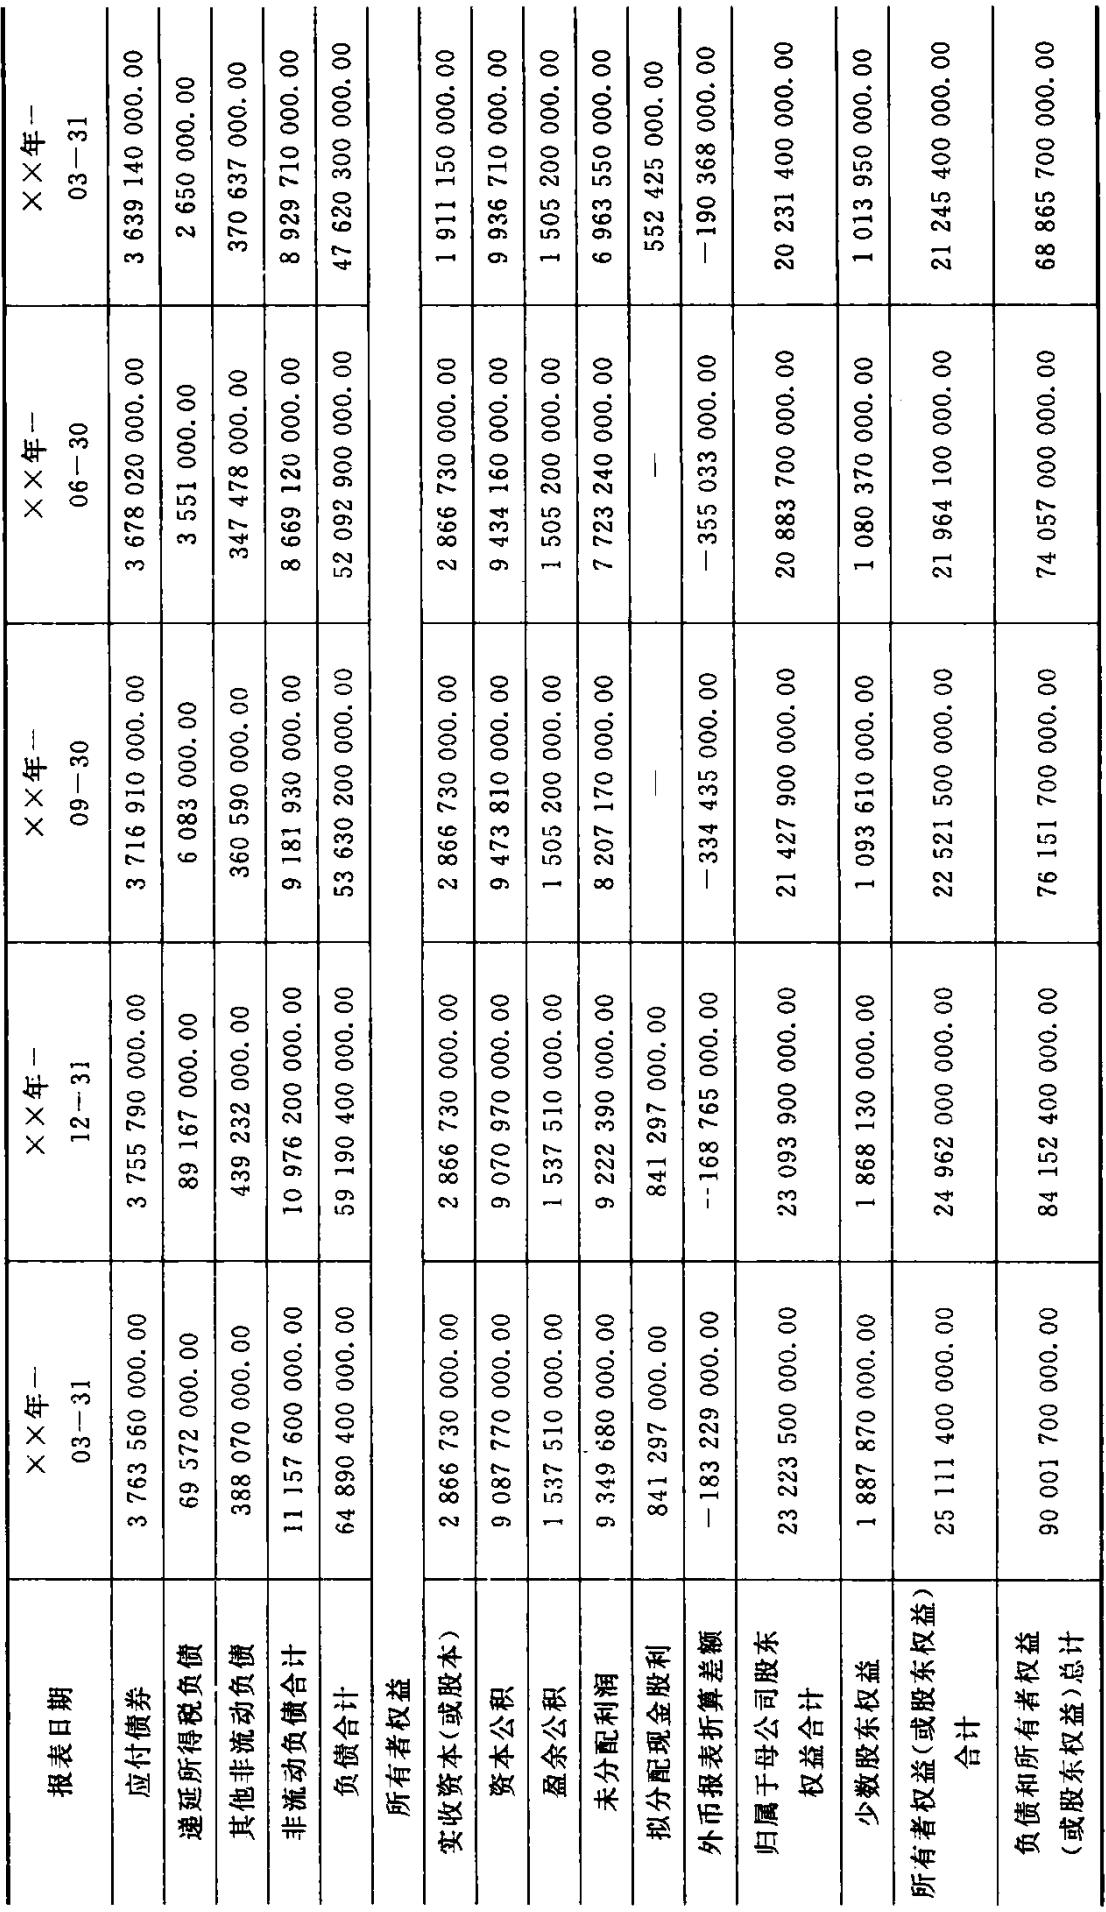 报表日期 ××年—03—31 ××年—12—31 ××年—09—30 ××年—06—30 ××年—03—31
应付债券 3 763 560 000.00 3 755 790 000.00 3 716 910 000.00 3 678 020 000.00 3 639 140 000.00
递延所得税负债 69 572 000.00 89 167 000.00 6 083 000.00 3 551 000.00 2 650 000.00
其他非流动负债 388 070 000.00 439 232 000.00 360 590 000.00 347 478 000.00 370 637 000.00
非流动负债合计 11 157 600 000.00 10 976 200 000.00 9 181 930 000.00 8 669 120 000.00 8 929 710 000.00
负债合计 64 890 400 000.00 59 190 400 000.00 53 630 200 000.00 52 092 900 000.00 47 620 300 000.00
所有者权益
实收资本(或股本) 2 866 730 000.00 2 866 730 000.00 2 866 730 000.00 2 866 730 000.00 1 911 150 000.00
资本公积 9 087 770 000.00 9 070 970 000.00 9 473 810 000.00 9 434 160 000.00 9 936 710 000.00
盈余公积 1 537 510 000.00 1 537 510 000.00 1 505 200 000.00 1 505 200 000.00 1 505 200 000.00
未分配利润 9 349 680 000.00 9 222 390 000.00 8 207 170 000.00 7 723 240 000.00 6 963 550 000.00
拟分配现金股利 841 297 000.00 841 297 000.00 — — 552 425 000.00
外币报表折算差额 —183 229 000.00 --168 765 000.00 —334 435 000.00 —355 033 000.00 —190 368 000.00
归属于母公司股东权益合计 23 223 500 000.00 23 093 900 000.00 21 427 900 000.00 20 883 700 000.00 20 231 400 000.00
少数股东权益 1 887 870 000.00 1 868 130 000.00 1 093 610 000.00 1 080 370 000.00 1 013 950 000.00
所有者权益(或股东权益)合计 25 111 400 000.00 24 962 000 000.00 22 521 500 000.00 21 964 100 000.00 21 245 400 000.00
负债和所有者权益(或股东权益)总计 90 001 700 000.00 84 152 400 000.00 76 151 700 000.00 74 057 000 000.00 68 865 700 000.00